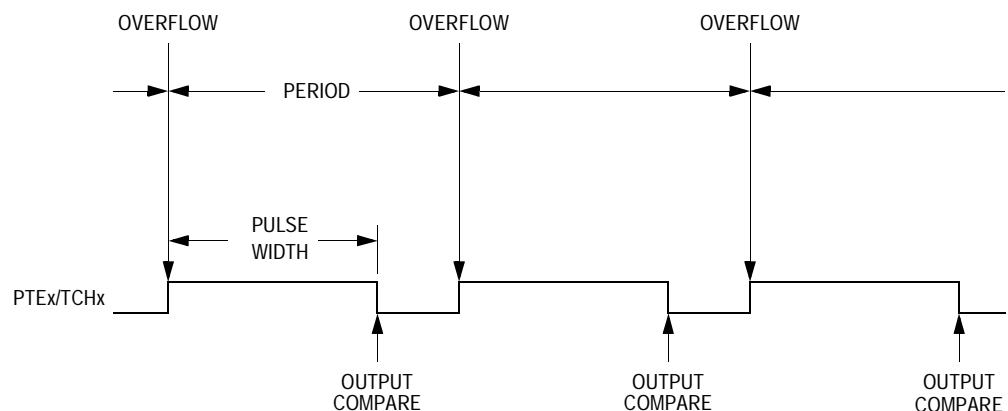 OVERFLOW OVERFLOW OVERFLOW
PERIOD
PULSE
WIDTH
PTEx/TCHx
OUTPUT
COMPARE
OUTPUT
COMPARE
OUTPUT
COMPARE